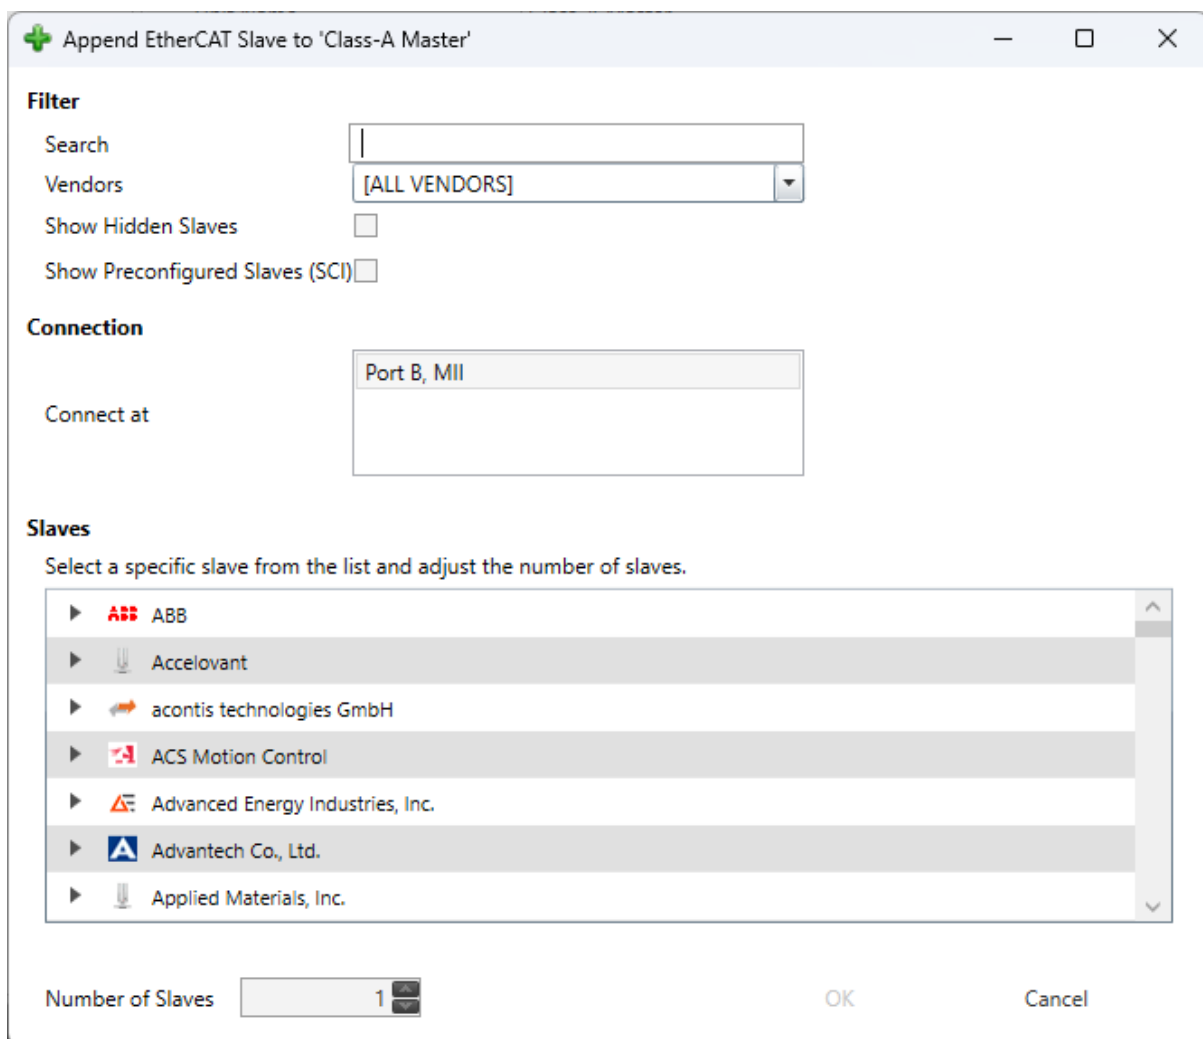 Append EtherCAT Slave to 'Class-A Master'
Filter
Search
Vendors [ALL VENDORS]
Show Hidden Slaves
Show Preconfigured Slaves (SCI)
Connection
Port B, MII
Connect at
Slaves
Select a specific slave from the list and adjust the number of slaves.
ABB ABB
Accelovant
acontis technologies GmbH
ACS Motion Control
Advanced Energy Industries, Inc.
Advantech Co., Ltd.
Applied Materials, Inc.
Number of Slaves 1 OK Cancel